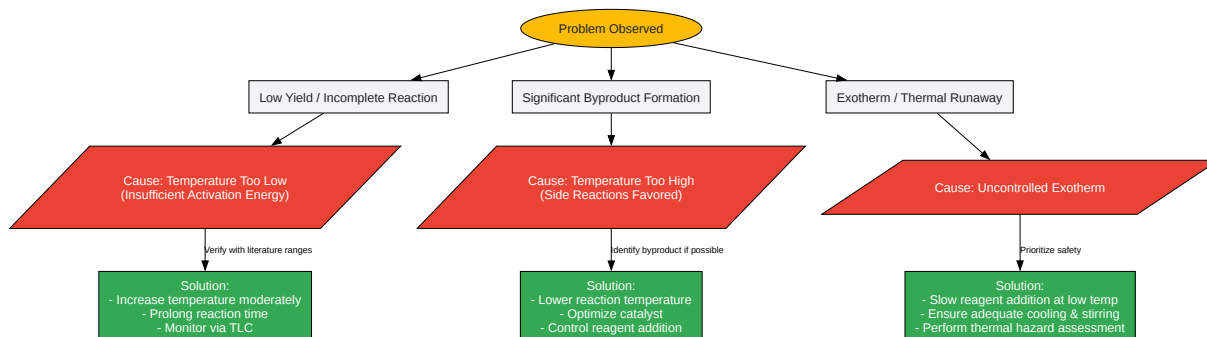 Problem Observed
Low Yield / Incomplete Reaction
Significant Byproduct Formation
Exotherm / Thermal Runaway
Cause: Temperature Too Low
(Insufficient Activation Energy)
Cause: Temperature Too High
(Side Reactions Favored)
Cause: Uncontrolled Exotherm
Verify with literature ranges
Identify byproduct if possible
Prioritize safety
Solution:
- Increase temperature moderately
- Prolong reaction time
- Monitor via TLC
Solution:
- Lower reaction temperature
- Optimize catalyst
- Control reagent addition
Solution:
- Slow reagent addition at low temp
- Ensure adequate cooling & stirring
- Perform thermal hazard assessment